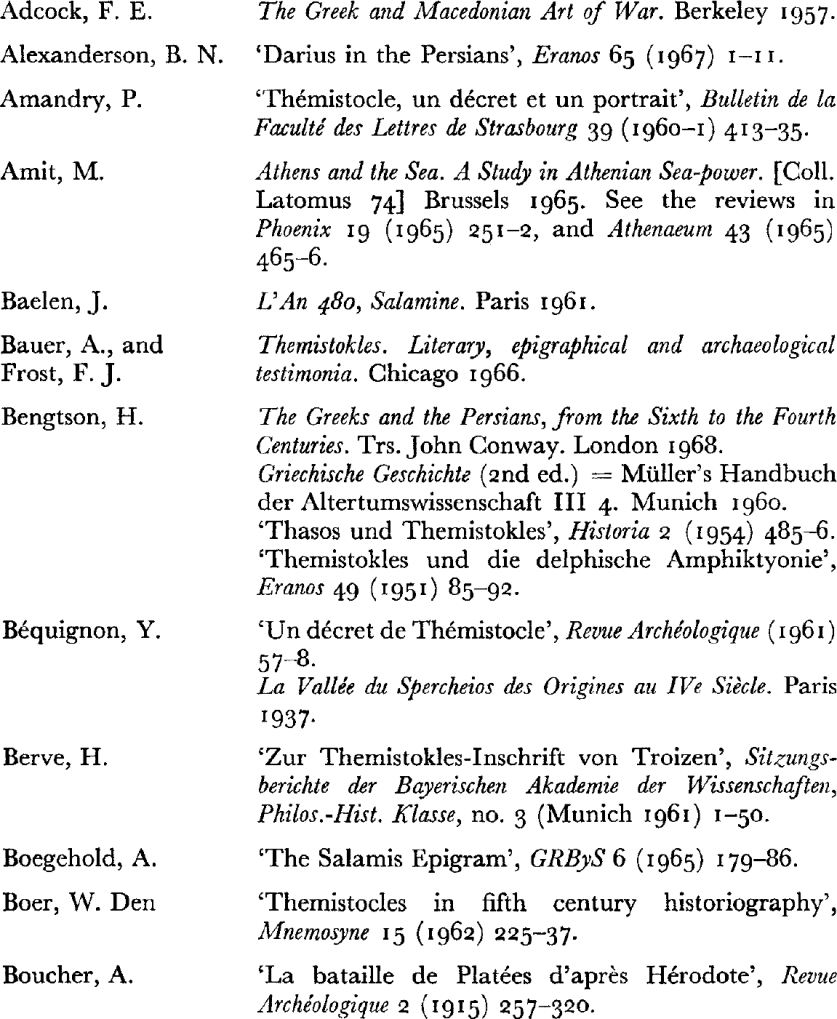 Adcock, F. E. The Greek and Macedonian Art of War. Berkeley 1957.
Alexanderson, B. N. ‘Darius in the Persians’, Eranos 65 (1967) 1–11.
Amandry, P. ‘Thémistocle, un décret et un portrait’, Bulletin de la
Faculté des Lettres de Strasbourg 39 (1960–1) 413–35.
Amit, M. Athens and the Sea. A Study in Athenian Sea-power. [Coll.
Latomus 74] Brussels 1965. See the reviews in
Phoenix 19 (1965) 251–2, and Athenaeum 43 (1965)
465–6.
Baelen, J. L’An 480, Salamine. Paris 1961.
Bauer, A., and Themistokles. Literary, epigraphical and archaeological
Frost, F. J. testimonia. Chicago 1966.
Bengtson, H. The Greeks and the Persians, from the Sixth to the Fourth
Centuries. Trs. John Conway. London 1968.
Griechische Geschichte (2nd ed.) = Müller’s Handbuch
der Altertumswissenschaft III 4. Munich 1960.
‘Thasos und Themistokles’, Historia 2 (1954) 485–6.
‘Themistokles und die delphische Amphiktyonie’,
Eranos 49 (1951) 85–92.
Béquignon, Y. ‘Un décret de Thémistocle’, Revue Archéologique (1961)
57–8.
La Vallée du Spercheios des Origines au IVe Siècle. Paris
1937.
Berve, H. ‘Zur Themistokles-Inschrift von Troizen’, Sitzungs-
berichte der Bayerischen Akademie der Wissenschaften,
Philos.-Hist. Klasse, no. 3 (Munich 1961) 1–50.
Boegehold, A. ‘The Salamis Epigram’, GRByS 6 (1965) 179–86.
Boer, W. Den ‘Themistocles in fifth century historiography’,
Mnemosyne 15 (1962) 225–37.
Boucher, A. ‘La bataille de Platées d’après Hérodote’, Revue
Archéologique 2 (1915) 257–320.